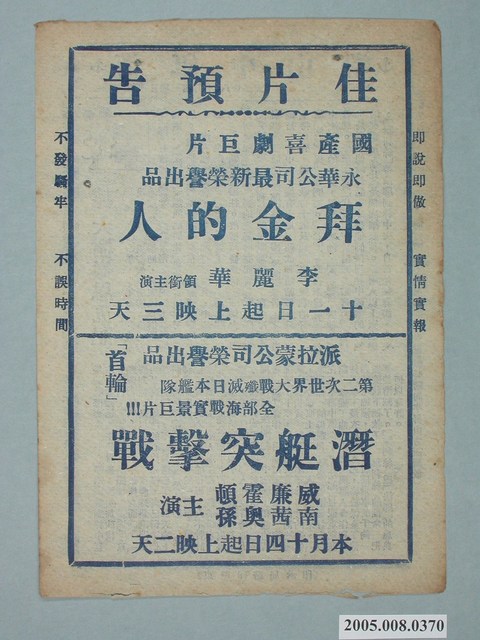 佳片預告
國產喜劇巨片
永華公司最新榮譽出品
拜金的人
李麗華 領銜主演
十一日起上映三天
派拉蒙公司榮譽出品
「首輪」
第二次世界大戰殲滅日本艦隊
全部海戰實景巨片!!!
潛艇突擊戰
威廉霍頓
南茜奧孫
主演
本月十四日起上映二天
即說即做 實情實報
不發騷牢 不誤時間
2005.008.0370